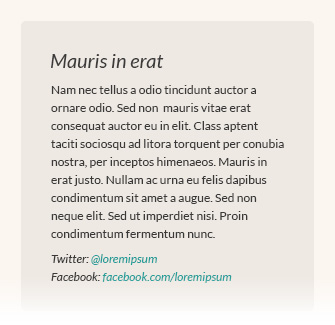 Mauris in erat
Nam nec tellus a odio tincidunt auctor a
ornare odio. Sed non mauris vitae erat
consequat auctor eu in elit. Class aptent
taciti sociosqu ad litora torquent per conubia
nostra, per inceptos himenaeos. Mauris in
erat justo. Nullam ac urna eu felis dapibus
condimentum sit amet a augue. Sed non
neque elit. Sed ut imperdiet nisi. Proin
condimentum fermentum nunc.
Twitter: @loremipsum
Facebook: facebook.com/loremipsum